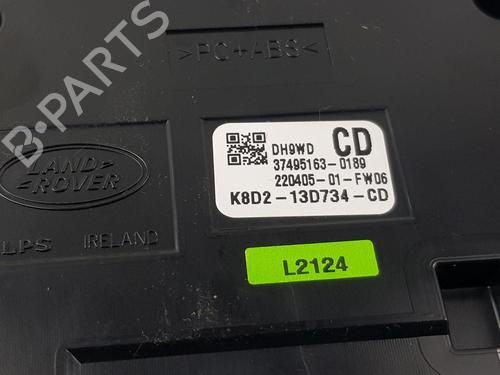 >PC+ABS<
B-PARTS
DH9WD CD
37495163-0189
220405-01-FW06
K8D2-13D734-CD
LAND
ROVER
LPS IRELAND
L2124